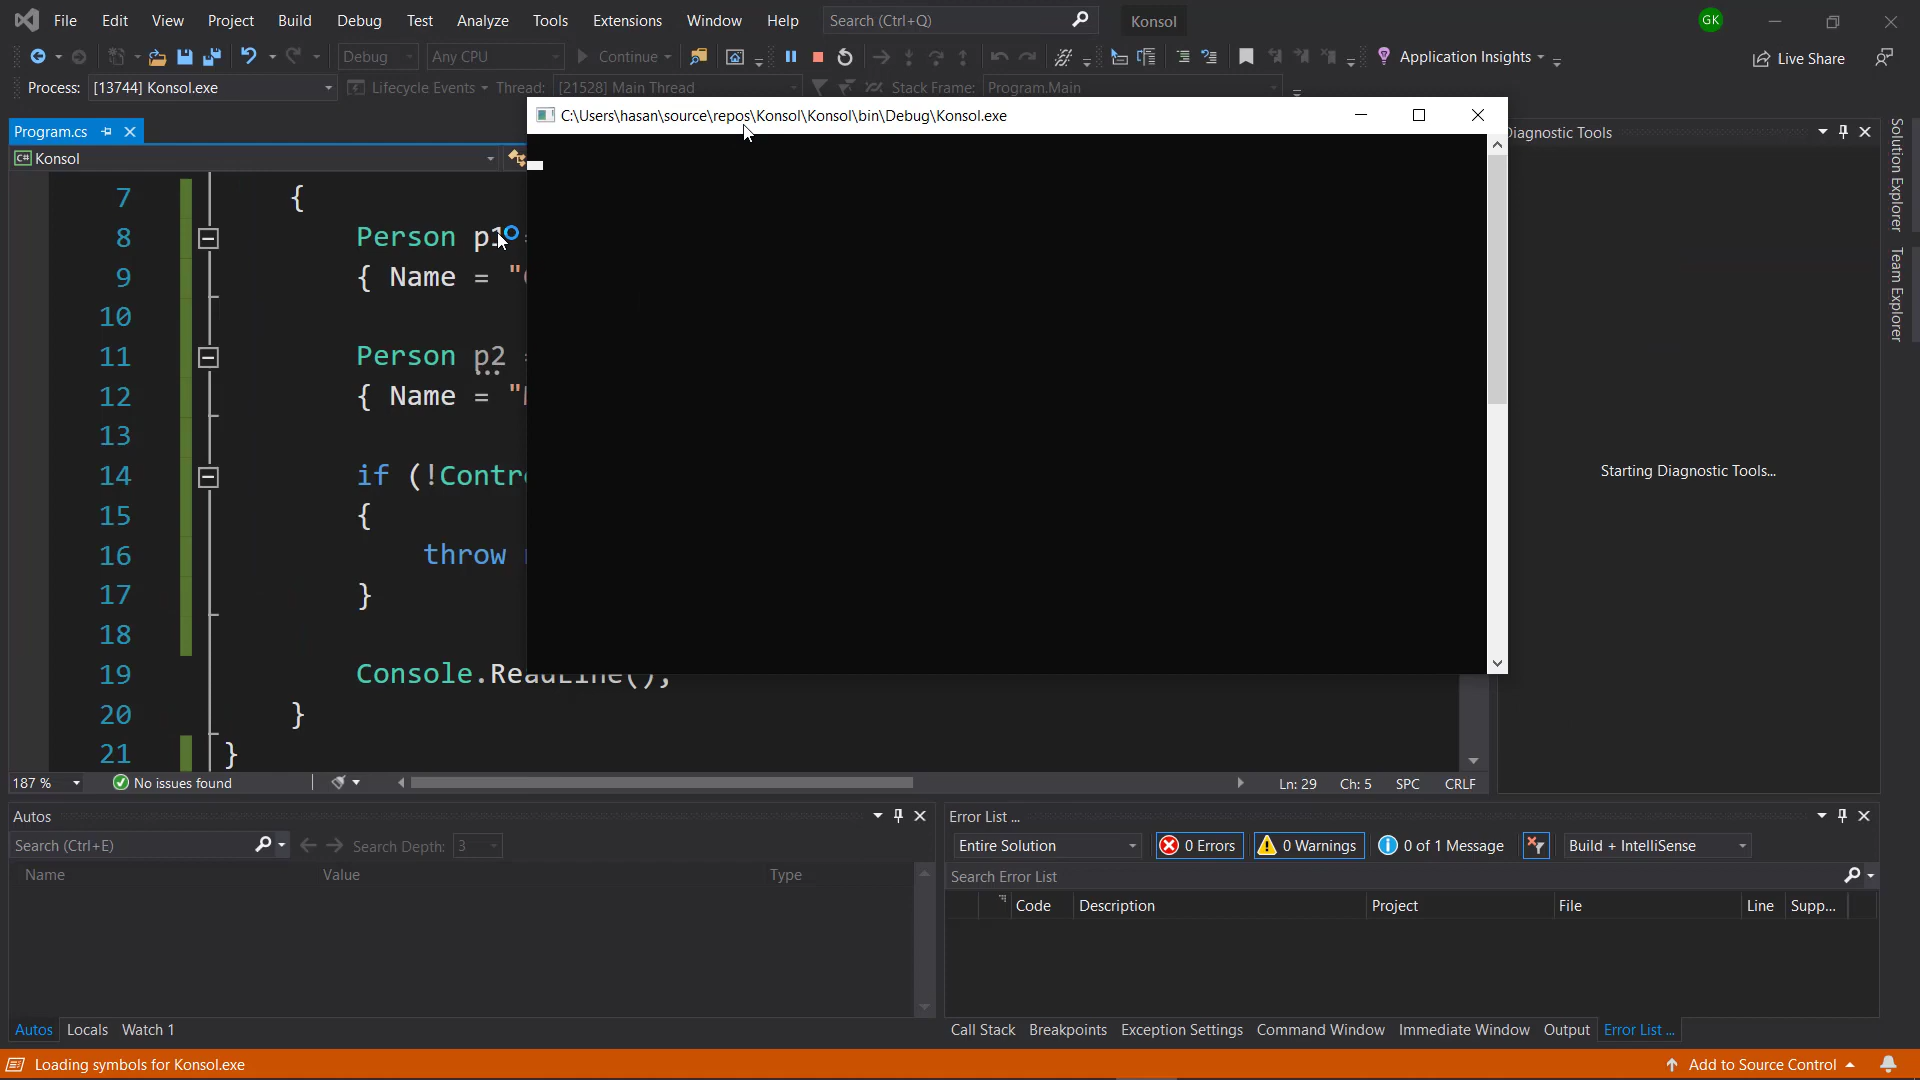 File Edit View Project Build Debug Test Analyze Tools Extensions Window Help Search (Ctrl+Q) Konsol GK
Debug Any CPU Continue Application Insights Live Share
Process: [13744] Konsol.exe Lifecycle Events Thread: [21528] Main Thread Stack Frame: Program.Main
C:\Users\hasan\source\repos\Konsol\Konsol\bin\Debug\Konsol.exe
Program.cs
Diagnostic Tools
C# Konsol
Solution Explorer
Team Explorer
7 {
8 Person p1 =
9 { Name = "
10
11 Person p2 =
12 { Name = "
13
14 if (!Contr
15 {
16 throw
17 }
18
19 Console.ReadLine();
20 }
21 }
Starting Diagnostic Tools...
187 % No issues found Ln: 29 Ch: 5 SPC CRLF
Autos
Search (Ctrl+E) Search Depth: 3
Name Value Type
Autos Locals Watch 1
Error List ...
Entire Solution 0 Errors 0 Warnings 0 of 1 Message Build + IntelliSense
Search Error List
Code Description Project File Line Supp...
Call Stack Breakpoints Exception Settings Command Window Immediate Window Output Error List ...
Loading symbols for Konsol.exe Add to Source Control